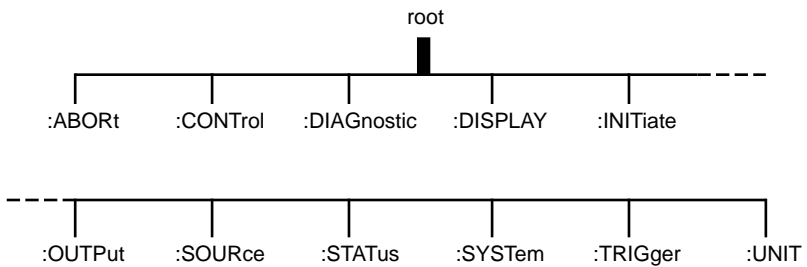 root
:ABORt :CONTrol :DIAGnostic :DISPLAY :INITiate
:OUTPut :SOURce :STATus :SYSTem :TRIGger :UNIT